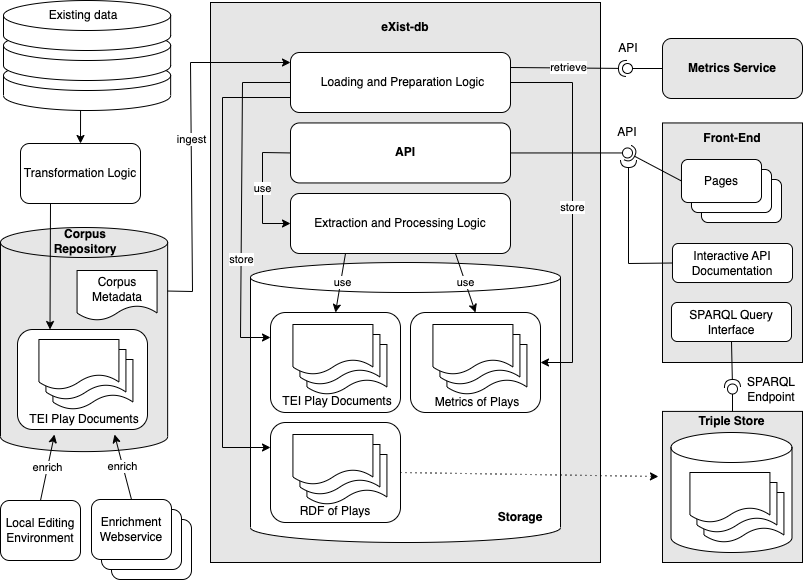 Existing data
Transformation Logic
Corpus
Repository
Corpus
Metadata
TEI Play Documents
enrich
enrich
Local Editing
Environment
Enrichment
Webservice
ingest
eXist-db
Loading and Preparation Logic
API
use
Extraction and Processing Logic
store
store
use
use
TEI Play Documents
Metrics of Plays
RDF of Plays
Storage
retrieve
API
Metrics Service
API
Front-End
Pages
Interactive API
Documentation
SPARQL Query
Interface
SPARQL
Endpoint
Triple Store